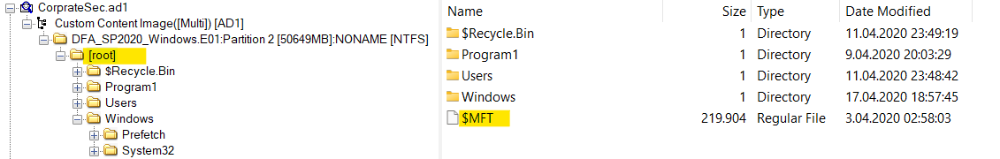 CorprateSec.ad1
Custom Content Image([Multi]) [AD1]
DFA_SP2020_Windows.E01:Partition 2 [50649MB]:NONAME [NTFS]
[root]
$Recycle.Bin
Program1
Users
Windows
Prefetch
System32
Name Size Type Date Modified
$Recycle.Bin 1 Directory 11.04.2020 23:49:19
Program1 1 Directory 9.04.2020 20:03:29
Users 1 Directory 11.04.2020 23:48:42
Windows 1 Directory 17.04.2020 18:57:45
$MFT 219.904 Regular File 3.04.2020 02:58:03